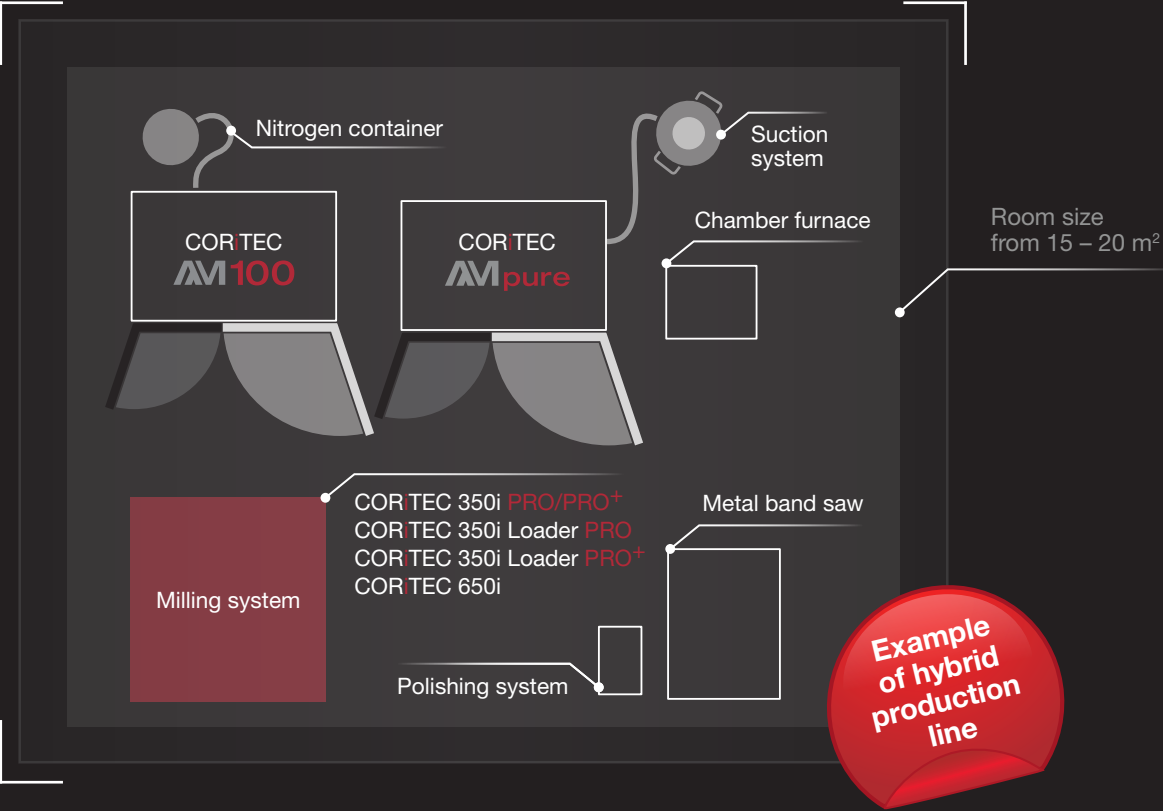 Nitrogen container
Suction
system
CORiTEC
AM100
CORiTEC
AMpure
Chamber furnace
Room size
from 15 – 20 m²
CORiTEC 350i PRO/PRO⁺
CORiTEC 350i Loader PRO
CORiTEC 350i Loader PRO⁺
CORiTEC 650i
Milling system
Metal band saw
Polishing system
Example
of hybrid
production
line